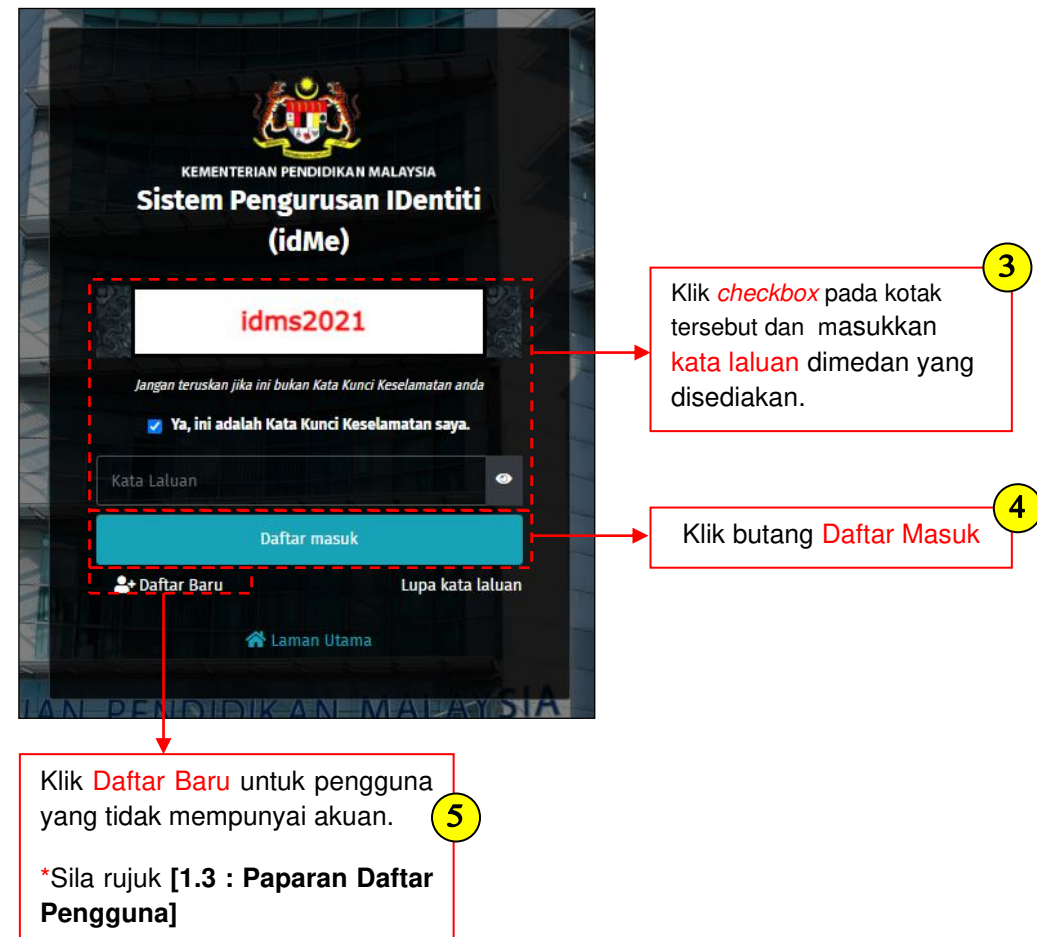 KEMENTERIAN PENDIDIKAN MALAYSIA
Sistem Pengurusan IDentiti
(idMe)
idms2021
Jangan teruskan jika ini bukan Kata Kunci Keselamatan anda
Ya, ini adalah Kata Kunci Keselamatan saya.
Kata Laluan
Daftar masuk
Daftar Baru
Lupa kata laluan
Laman Utama
IAN PENDIDIKAN MALAYSIA
3
Klik checkbox pada kotak
tersebut dan masukkan
kata laluan dimedan yang
disediakan.
4
Klik butang Daftar Masuk
Klik Daftar Baru untuk pengguna
yang tidak mempunyai akuan.
5
*Sila rujuk [1.3 : Paparan Daftar
Pengguna]